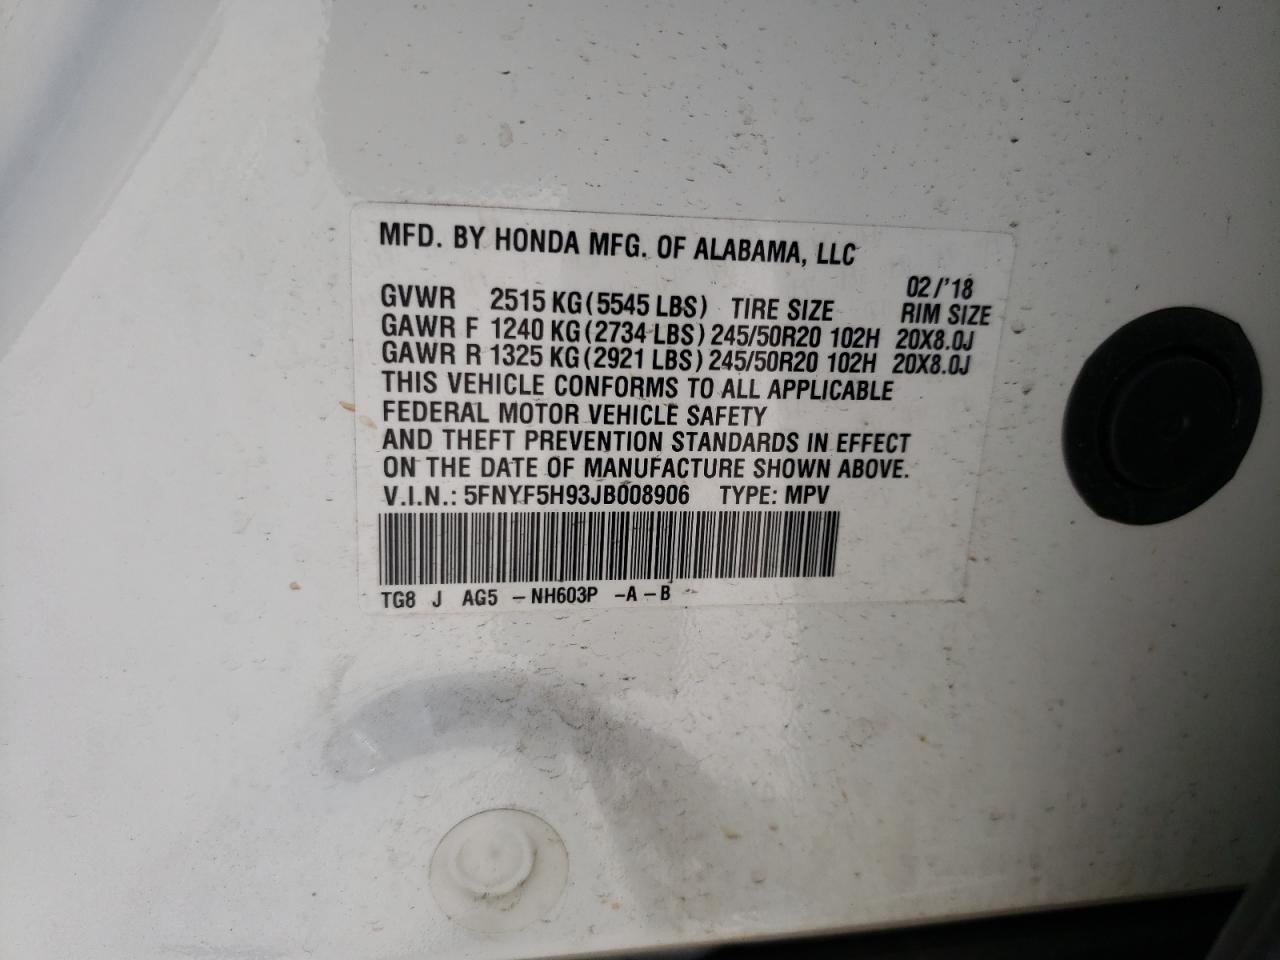 MFD. BY HONDA MFG. OF ALABAMA, LLC
02/'18
GVWR 2515 KG (5545 LBS) TIRE SIZE RIM SIZE
GAWR F 1240 KG (2734 LBS) 245/50R20 102H 20X8.0J
GAWR R 1325 KG (2921 LBS) 245/50R20 102H 20X8.0J
THIS VEHICLE CONFORMS TO ALL APPLICABLE
FEDERAL MOTOR VEHICLE SAFETY
AND THEFT PREVENTION STANDARDS IN EFFECT
ON THE DATE OF MANUFACTURE SHOWN ABOVE.
V.I.N.: 5FNYF5H93JB008906 TYPE: MPV
TG8 J AG5 -NH603P -A-B